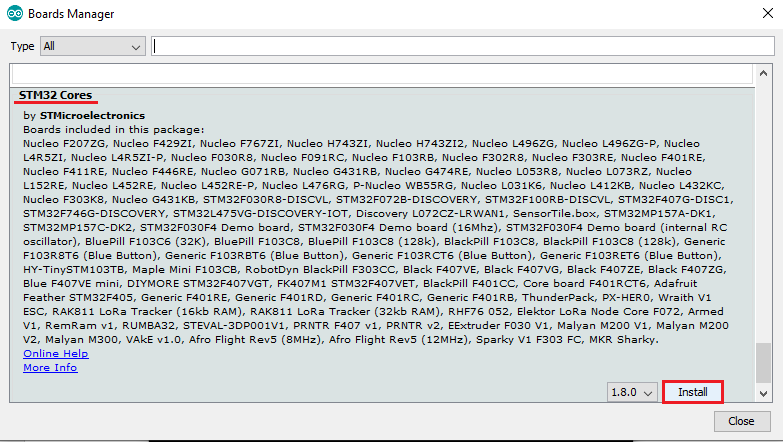 Boards Manager
Type All
STM32 Cores
by STMicroelectronics
Boards included in this package:
Nucleo F207ZG, Nucleo F429ZI, Nucleo F767ZI, Nucleo H743ZI, Nucleo H743ZI2, Nucleo L496ZG, Nucleo L496ZG-P, Nucleo
L4R5ZI, Nucleo L4R5ZI-P, Nucleo F030R8, Nucleo F091RC, Nucleo F103RB, Nucleo F302R8, Nucleo F303RE, Nucleo F401RE,
Nucleo F411RE, Nucleo F446RE, Nucleo G071RB, Nucleo G431RB, Nucleo G474RE, Nucleo L053R8, Nucleo L073RZ, Nucleo
L152RE, Nucleo L452RE, Nucleo L452RE-P, Nucleo L476RG, P-Nucleo WB55RG, Nucleo L031K6, Nucleo L412KB, Nucleo L432KC,
Nucleo F303K8, Nucleo G431KB, STM32F030R8-DISCVL, STM32F072B-DISCOVERY, STM32F100RB-DISCVL, STM32F407G-DISC1,
STM32F746G-DISCOVERY, STM32L475VG-DISCOVERY-IOT, Discovery L072CZ-LRWAN1, SensorTile.box, STM32MP157A-DK1,
STM32MP157C-DK2, STM32F030F4 Demo board, STM32F030F4 Demo board (16Mhz), STM32F030F4 Demo board (internal RC
oscillator), BluePill F103C6 (32K), BluePill F103C8, BluePill F103C8 (128k), BlackPill F103C8, BlackPill F103C8 (128k), Generic
F103R8T6 (Blue Button), Generic F103RBT6 (Blue Button), Generic F103RCT6 (Blue Button), Generic F103RET6 (Blue Button),
HY-TinySTM103TB, Maple Mini F103CB, RobotDyn BlackPill F303CC, Black F407VE, Black F407VG, Black F407ZE, Black F407ZG,
Blue F407VE mini, DIYMORE STM32F407VGT, FK407M1 STM32F407VET, BlackPill F401CC, Core board F401RCT6, Adafruit
Feather STM32F405, Generic F401RE, Generic F401RD, Generic F401RC, Generic F401RB, ThunderPack, PX-HER0, Wraith V1
ESC, RAK811 LoRa Tracker (16kb RAM), RAK811 LoRa Tracker (32kb RAM), RHF76 052, Elektor LoRa Node Core F072, Armed
V1, RemRam v1, RUMBA32, STEVAL-3DP001V1, PRNTR F407 v1, PRNTR v2, EExtruder F030 V1, Malyan M200 V1, Malyan M200
V2, Malyan M300, VAkE v1.0, Afro Flight Rev5 (8MHz), Afro Flight Rev5 (12MHz), Sparky V1 F303 FC, MKR Sharky.
Online Help
More Info
1.8.0 Install
Close